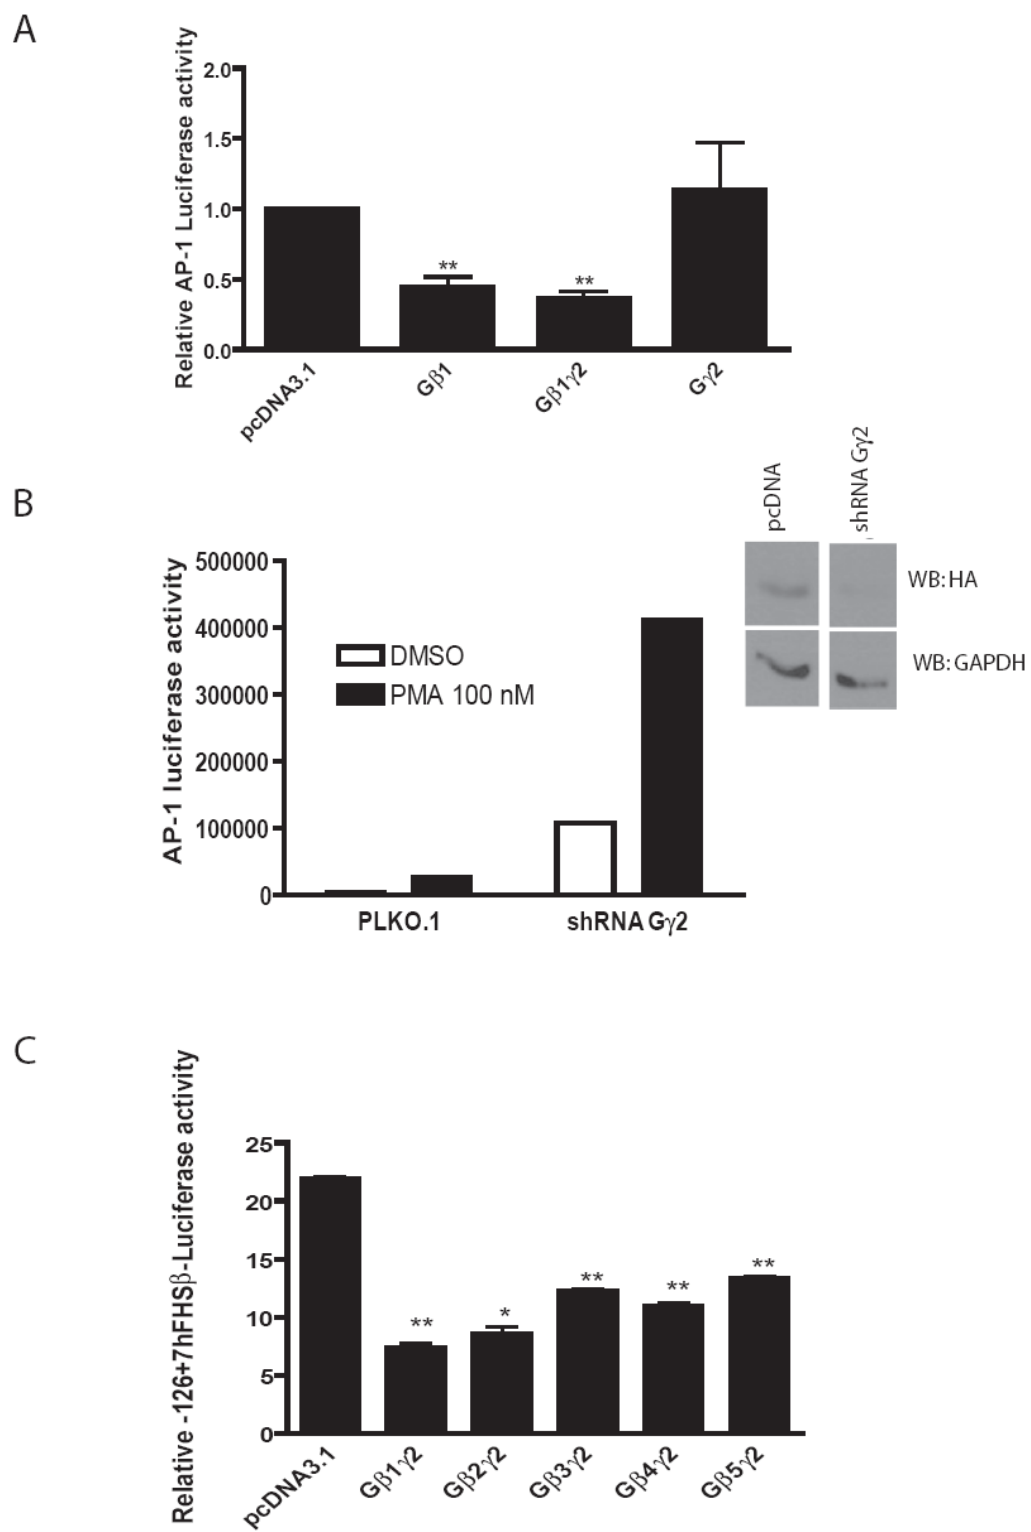 A
Relative AP-1 Luciferase activity
2.0
1.5
1.0
0.5
0.0
**
**
pcDNA3.1
Gβ1
Gβ1γ2
Gγ2
B
AP-1 luciferase activity
500000
400000
300000
200000
100000
0
DMSO
PMA 100 nM
PLKO.1
shRNA Gγ2
pcDNA
shRNA Gγ2
WB:HA
WB:GAPDH
C
Relative -126+7hFHSβ-Luciferase activity
25
20
15
10
5
0
**
*
**
**
**
pcDNA3.1
Gβ1γ2
Gβ2γ2
Gβ3γ2
Gβ4γ2
Gβ5γ2